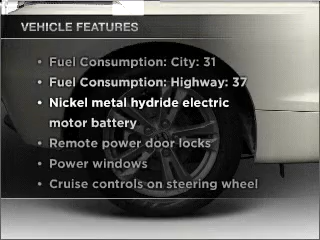 VEHICLE FEATURES
• Fuel Consumption: City: 31
• Fuel Consumption: Highway: 37
• Nickel metal hydride electric
motor battery
• Remote power door locks
• Power windows
• Cruise controls on steering wheel